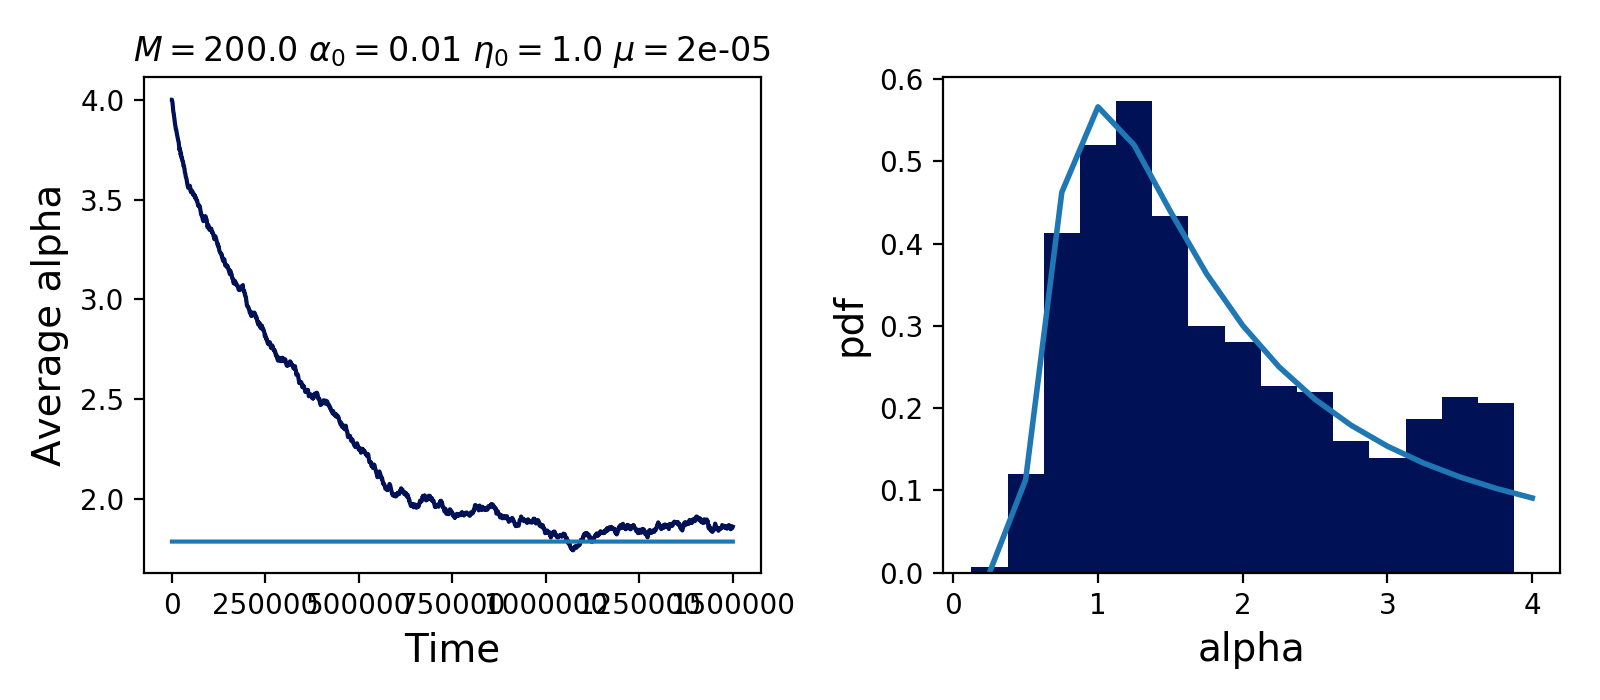 M = 200.0 α₀ = 0.01 η₀ = 1.0 μ = 2e-05
4.0
3.5
3.0
2.5
2.0
Average alpha
0 250000 500000 750000 1000000 1250000 1500000
Time
0.6
0.5
0.4
0.3
0.2
0.1
0.0
pdf
0 1 2 3 4
alpha